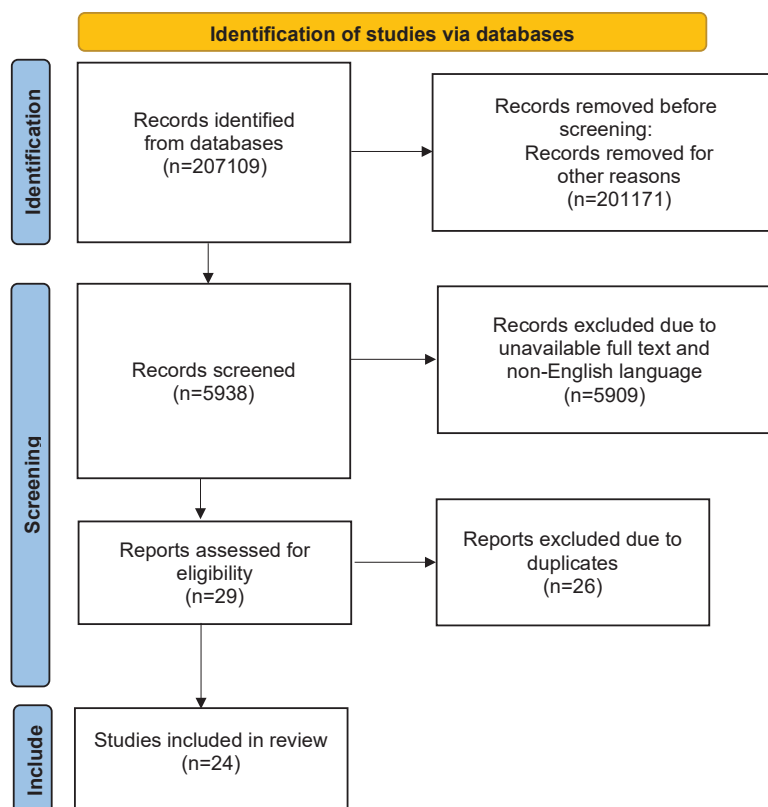 Identification of studies via databases
Identification
Records identified
from databases
(n=207109)
Records removed before
screening:
Records removed for
other reasons
(n=201171)
Screening
Records screened
(n=5938)
Records excluded due to
unavailable full text and
non-English language
(n=5909)
Reports assessed for
eligibility
(n=29)
Reports excluded due to
duplicates
(n=26)
Include
Studies included in review
(n=24)